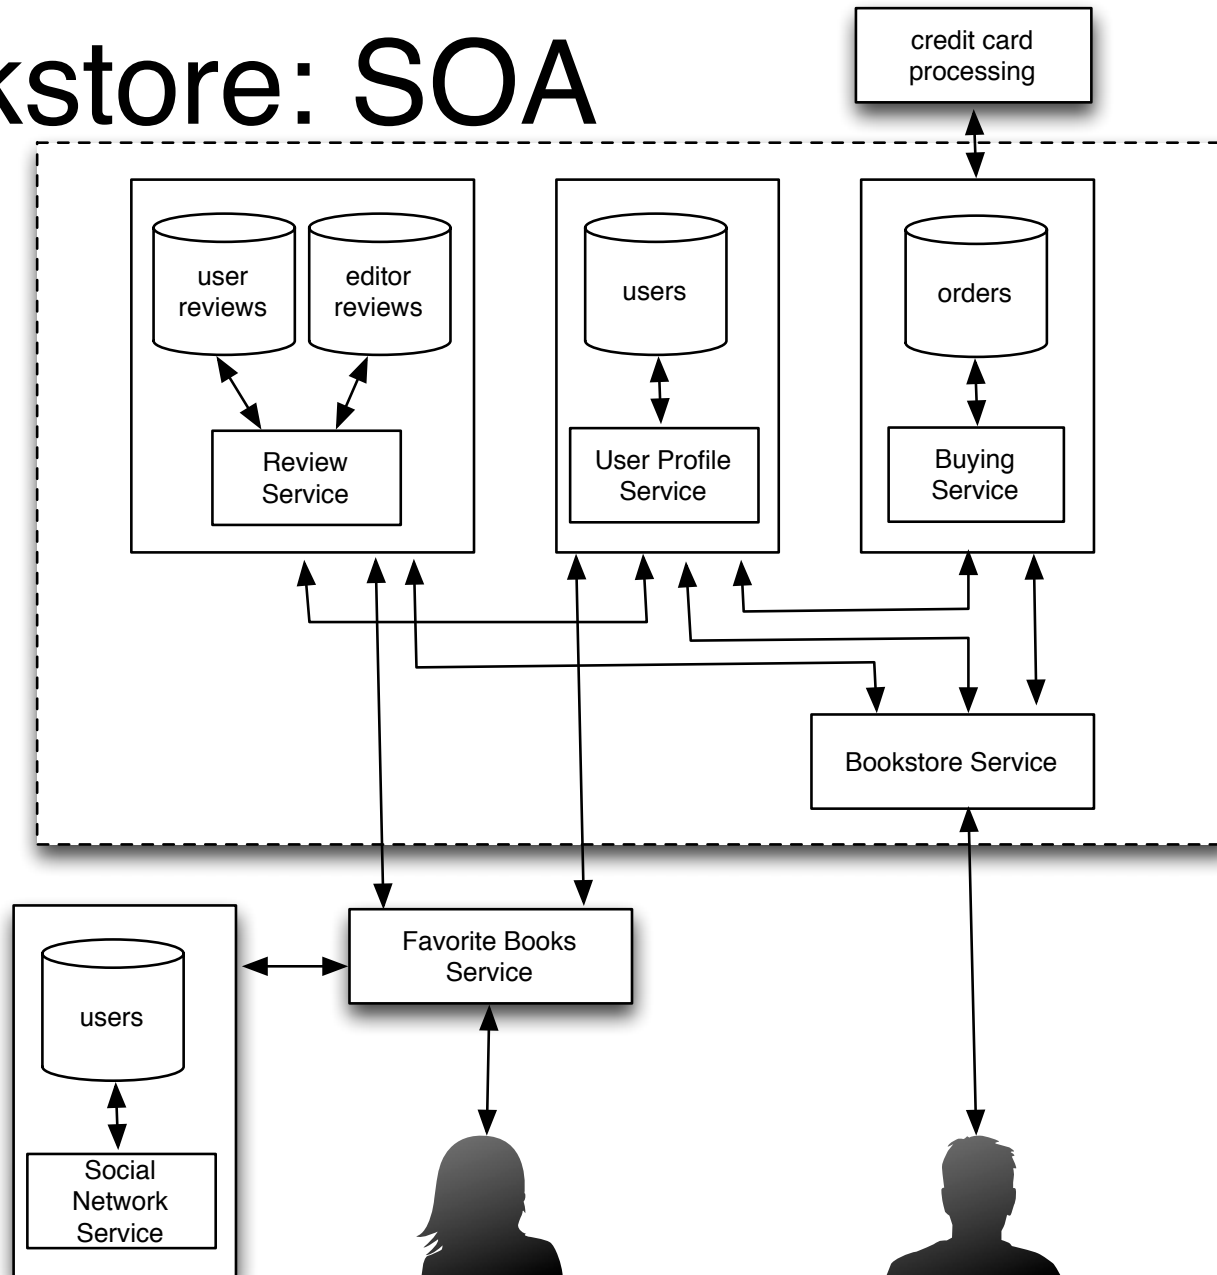 kstore: SOA
credit card
processing
user
reviews
editor
reviews
users
orders
Review
Service
User Profile
Service
Buying
Service
Bookstore Service
Favorite Books
Service
users
Social
Network
Service